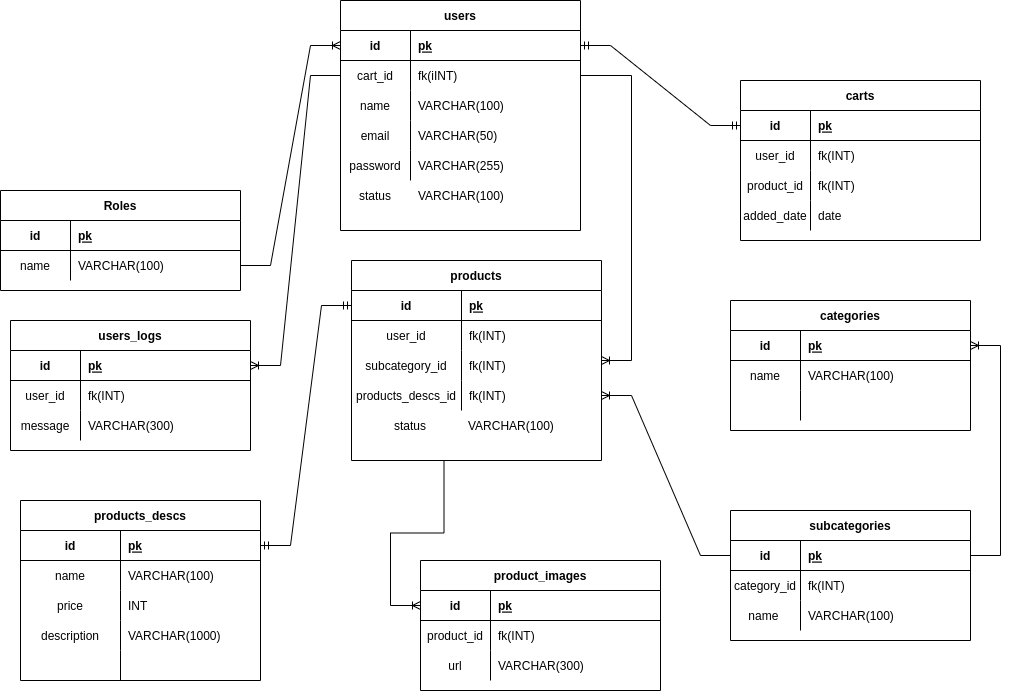 users
id pk
cart_id fk(iINT)
name VARCHAR(100)
email VARCHAR(50)
password VARCHAR(255)
status VARCHAR(100)
carts
id pk
user_id fk(INT)
product_id fk(INT)
added_date date
Roles
id pk
name VARCHAR(100)
products
id pk
user_id fk(INT)
subcategory_id fk(INT)
products_descs_id fk(INT)
status VARCHAR(100)
users_logs
id pk
user_id fk(INT)
message VARCHAR(300)
categories
id pk
name VARCHAR(100)
products_descs
id pk
name VARCHAR(100)
price INT
description VARCHAR(1000)
product_images
id pk
product_id fk(INT)
url VARCHAR(300)
subcategories
id pk
category_id fk(INT)
name VARCHAR(100)